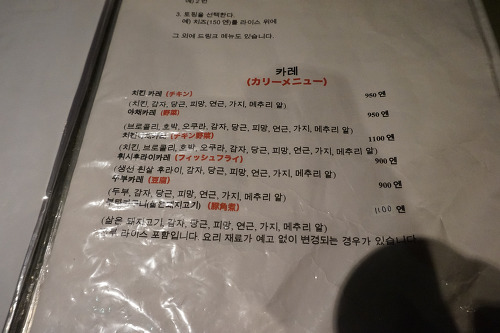 3. 토핑을 선택한다.
예) 치즈(150 엔)를 라이스 위에
그 외에 드링크 메뉴도 있습니다.
카레
(カリーメニュー)
치킨 카레 (チキン) 950 엔
(치킨, 감자, 당근, 피망, 연근, 가지, 메추리 알)
야채카레 (野菜) 950 엔
(브로콜리, 호박, 오쿠라, 감자, 당근, 피망, 연근, 가지, 메추리 알)
(チキン野菜) 1100 엔
(치킨, 브로콜리, 호박, 오쿠라, 감자, 당근, 피망, 연근, 가지, 메추리 알)
휘시후라이카레 (フィッシュフライ) 900 엔
(생선 흰살 후라이, 감자, 당근, 피망, 연근, 가지, 메추리 알)
두부카레 (豆腐) 900 엔
(두부, 감자, 당근, 피망, 연근, 가지, 메추리 알)
(豚角煮) 1100 엔
(삶은 돼지고기, 감자, 당근, 피망, 연근, 가지, 메추리 알)
라이스 포함입니다. 요리 재료가 예고 없이 변경되는 경우가 있습니다.